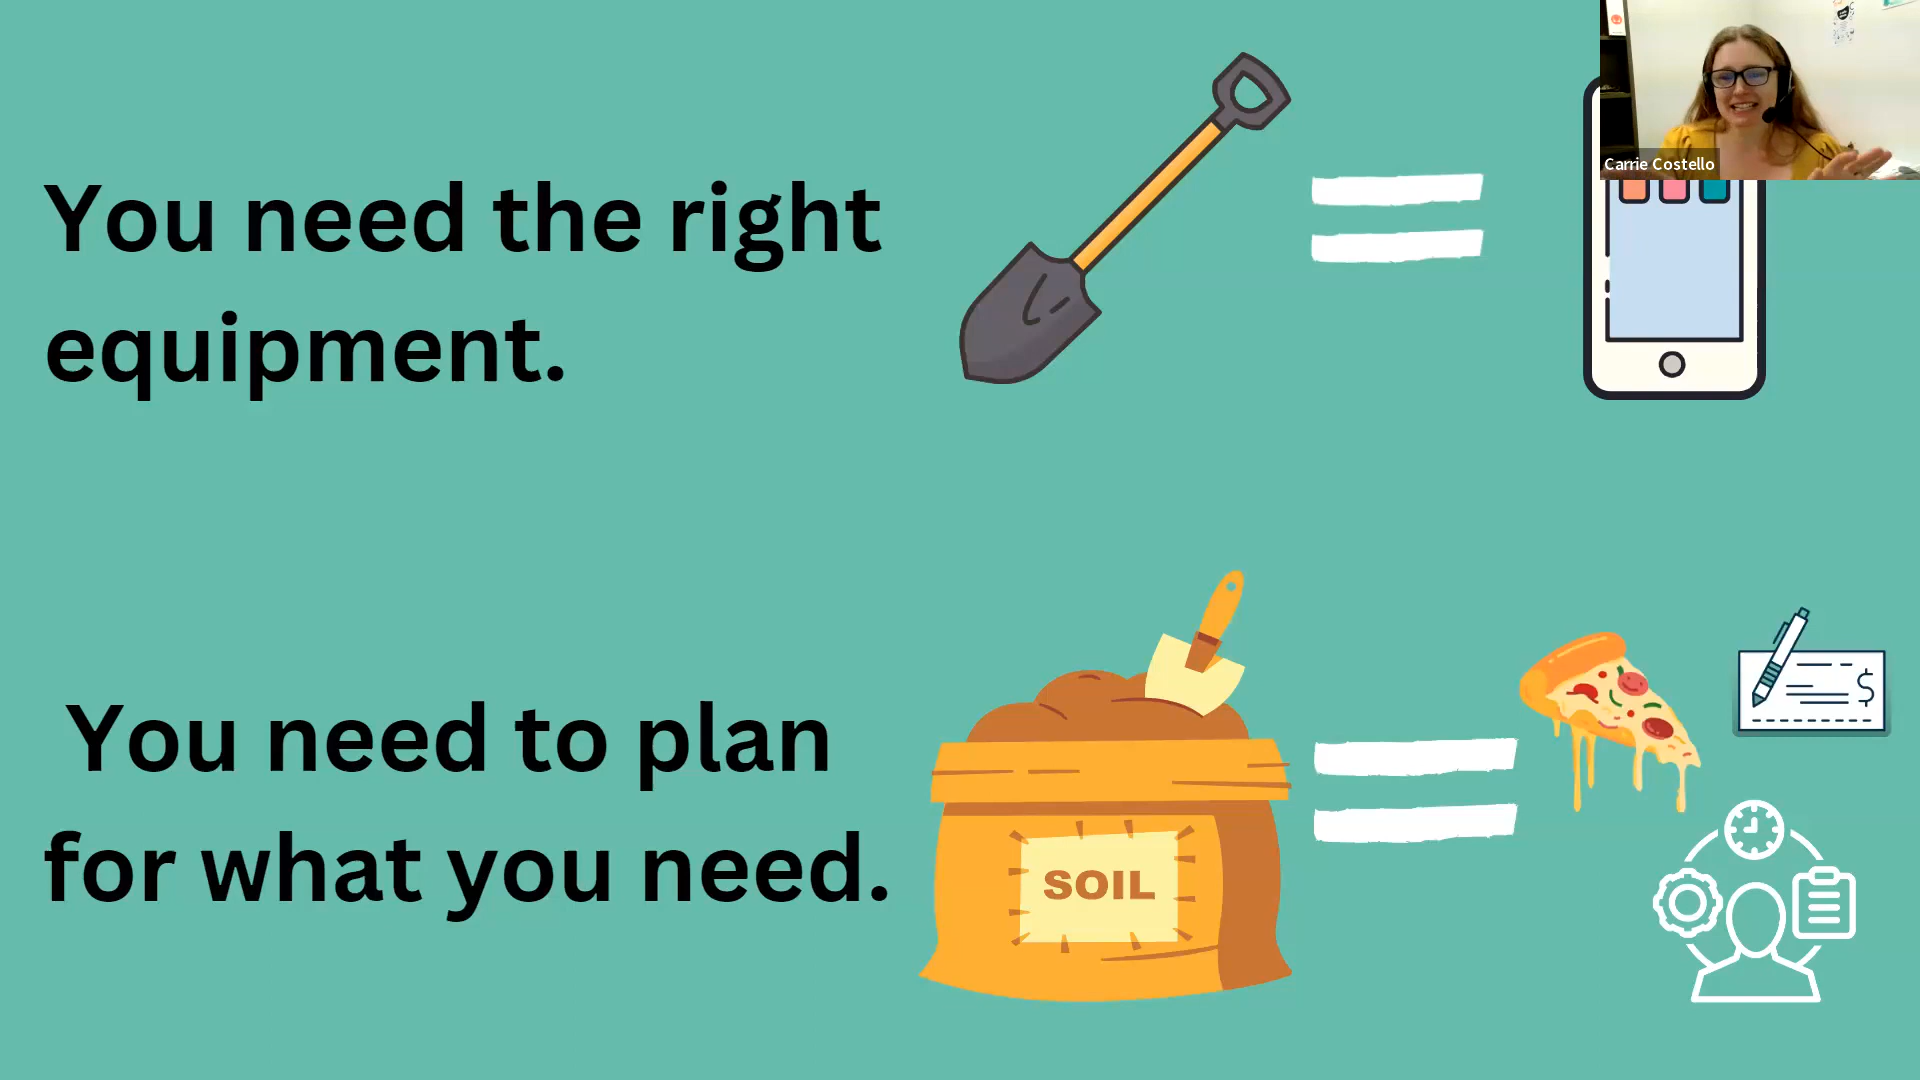 You need the right
equipment.
Carrie Costello
You need to plan
for what you need.
SOIL
$